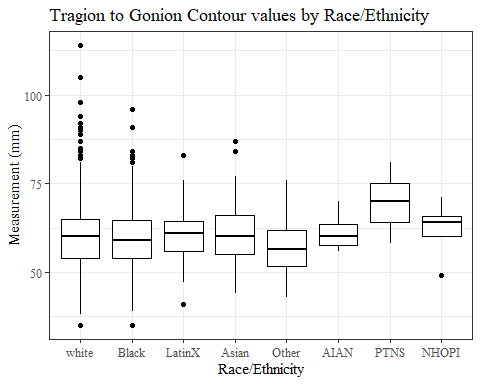 Tragion to Gonion Contour values by Race/Ethnicity
Measurement (mm)
100
75
50
white Black LatinX Asian Other AIAN PTNS NHOPI
Race/Ethnicity